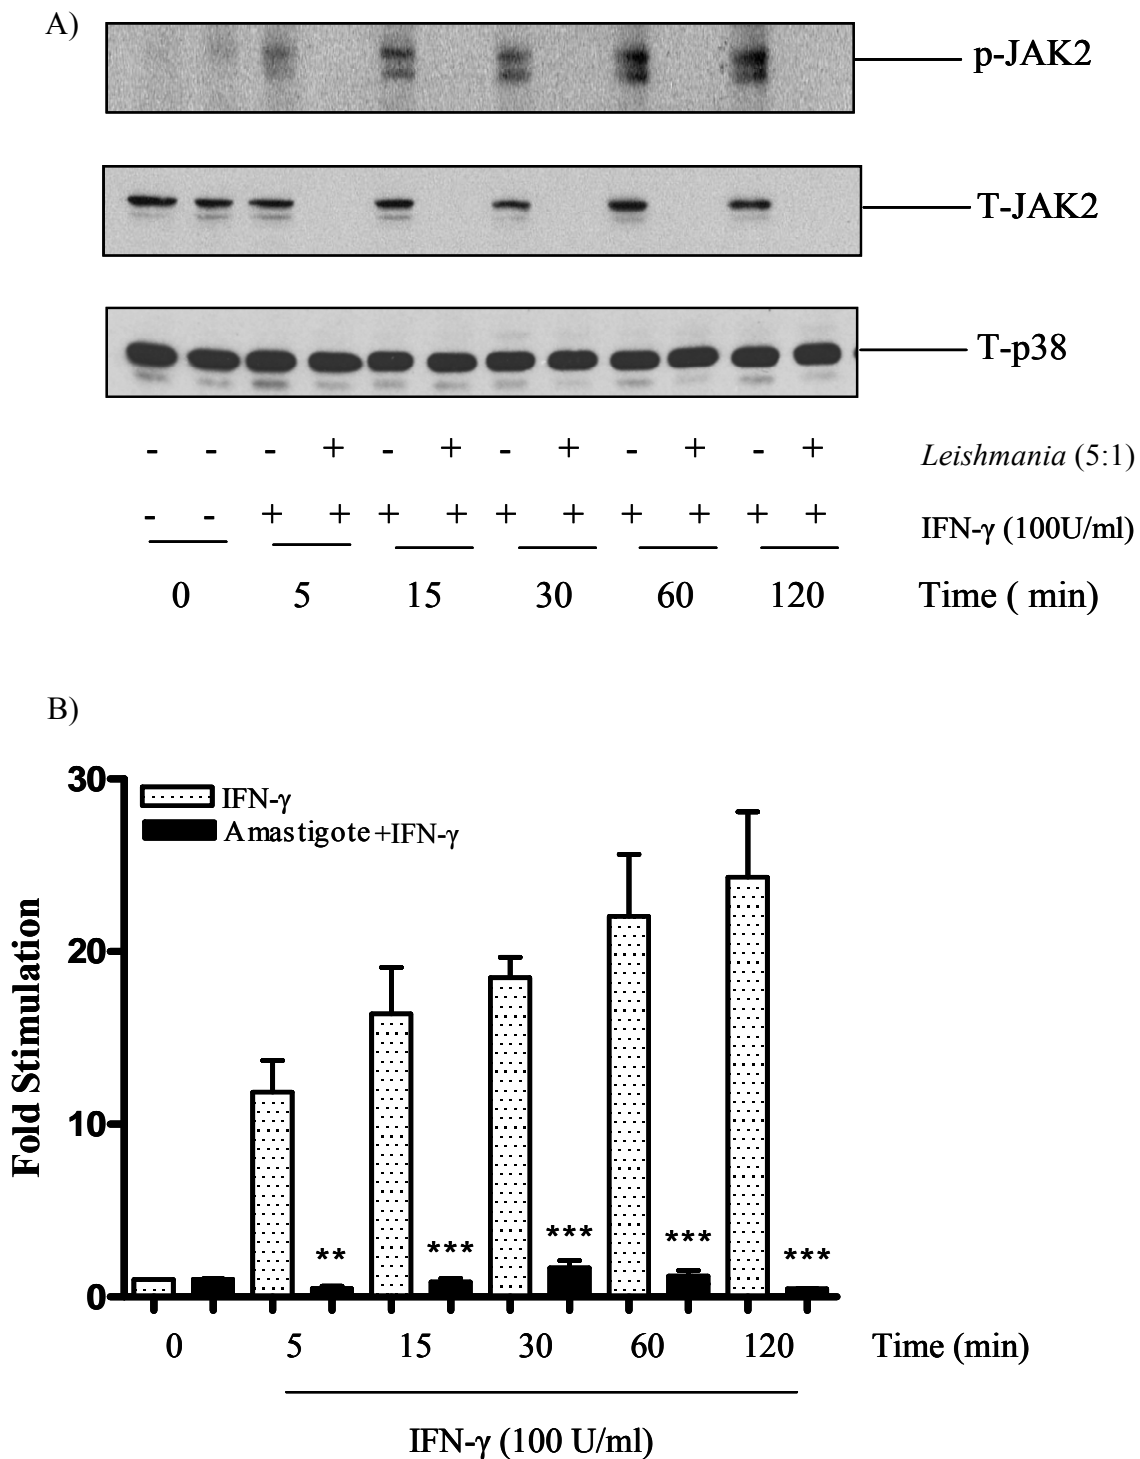 A)
p-JAK2
T-JAK2
T-p38
- - - + - + - + - + - + Leishmania (5:1)
- - + + + + + + + + + + IFN-γ (100U/ml)
0 5 15 30 60 120 Time ( min)
B)
30
IFN-γ
Amastigote+IFN-γ
20
10
0
Fold Stimulation
** *** *** *** ***
0 5 15 30 60 120 Time (min)
IFN-γ (100 U/ml)